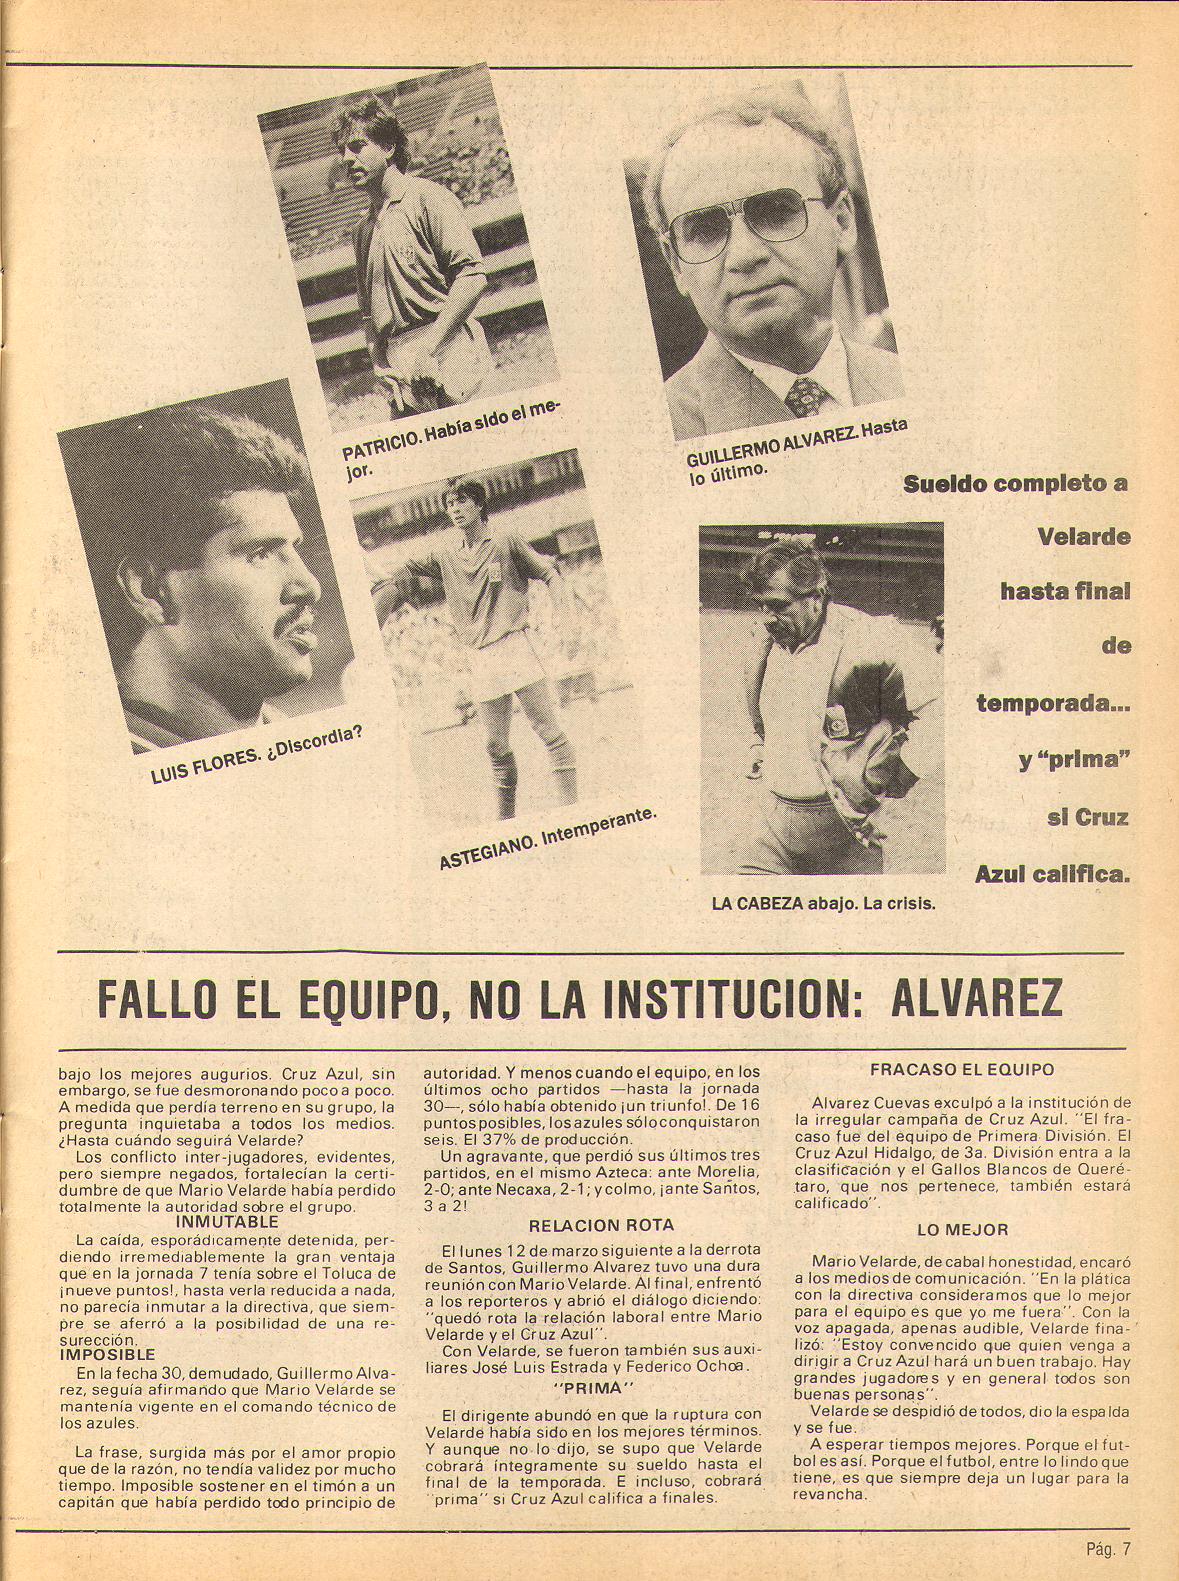 PATRICIO. Había sido el me-
jor.
GUILLERMO ALVAREZ. Hasta
lo último.
LUIS FLORES. ¿Discordia?
ASTEGIANO. Intemperante.
LA CABEZA abajo. La crisis.
Sueldo completo a
Velarde
hasta final
de
temporada...
y “prima”
si Cruz
Azul califica.
FALLO EL EQUIPO, NO LA INSTITUCION: ALVAREZ
bajo los mejores augurios. Cruz Azul, sin
embargo, se fue desmoronando poco a poco.
A medida que perdía terreno en su grupo, la
pregunta inquietaba a todos los medios.
¿Hasta cuándo seguirá Velarde?
Los conflicto inter-jugadores, evidentes,
pero siempre negados, fortalecían la certi-
dumbre de que Mario Velarde había perdido
totalmente la autoridad sobre el grupo.
INMUTABLE
La caída, esporádicamente detenida, per-
diendo irremediablemente la gran ventaja
que en la jornada 7 tenía sobre el Toluca de
¡nueve puntos!, hasta verla reducida a nada,
no parecía inmutar a la directiva, que siem-
pre se aferró a la posibilidad de una re-
surección.
IMPOSIBLE
En la fecha 30, demudado, Guillermo Alva-
rez, seguía afirmando que Mario Velarde se
mantenía vigente en el comando técnico de
los azules.
La frase, surgida más por el amor propio
que de la razón, no tendía validez por mucho
tiempo. Imposible sostener en el timón a un
capitán que había perdido todo principio de
autoridad. Y menos cuando el equipo, en los
últimos ocho partidos —hasta la jornada
30—, sólo había obtenido ¡un triunfo!. De 16
puntos posibles, los azules sólo conquistaron
seis. El 37% de producción.
Un agravante, que perdió sus últimos tres
partidos, en el mismo Azteca: ante Morelia,
2-0; ante Necaxa, 2-1; y colmo, ¡ante Santos,
3 a 2!
RELACION ROTA
El lunes 12 de marzo siguiente a la derrota
de Santos, Guillermo Alvarez tuvo una dura
reunión con Mario Velarde. Al final, enfrentó
a los reporteros y abrió el diálogo diciendo:
“quedó rota la relación laboral entre Mario
Velarde y el Cruz Azul”.
Con Velarde, se fueron también sus auxi-
liares José Luis Estrada y Federico Ochoa.
“PRIMA”
El dirigente abundó en que la ruptura con
Velarde había sido en los mejores términos.
Y aunque no lo dijo, se supo que Velarde
cobrará íntegramente su sueldo hasta el
final de la temporada. E incluso, cobrará
“prima” si Cruz Azul califica a finales.
FRACASO EL EQUIPO
Alvarez Cuevas exculpó a la institución de
la irregular campaña de Cruz Azul. “El fra-
caso fue del equipo de Primera División. El
Cruz Azul Hidalgo, de 3a. División entra a la
clasificación y el Gallos Blancos de Queré-
taro, que nos pertenece, también estará
calificado”.
LO MEJOR
Mario Velarde, de cabal honestidad, encaró
a los medios de comunicación. “En la plática
con la directiva consideramos que lo mejor
para el equipo es que yo me fuera”. Con la
voz apagada, apenas audible, Velarde fina-
lizó: “Estoy convencido que quien venga a
dirigir a Cruz Azul hará un buen trabajo. Hay
grandes jugadores y en general todos son
buenas personas”.
Velarde se despidió de todos, dio la espalda
y se fue.
A esperar tiempos mejores. Porque el fut-
bol es así. Porque el futbol, entre lo lindo que
tiene, es que siempre deja un lugar para la
revancha.
Pág. 7